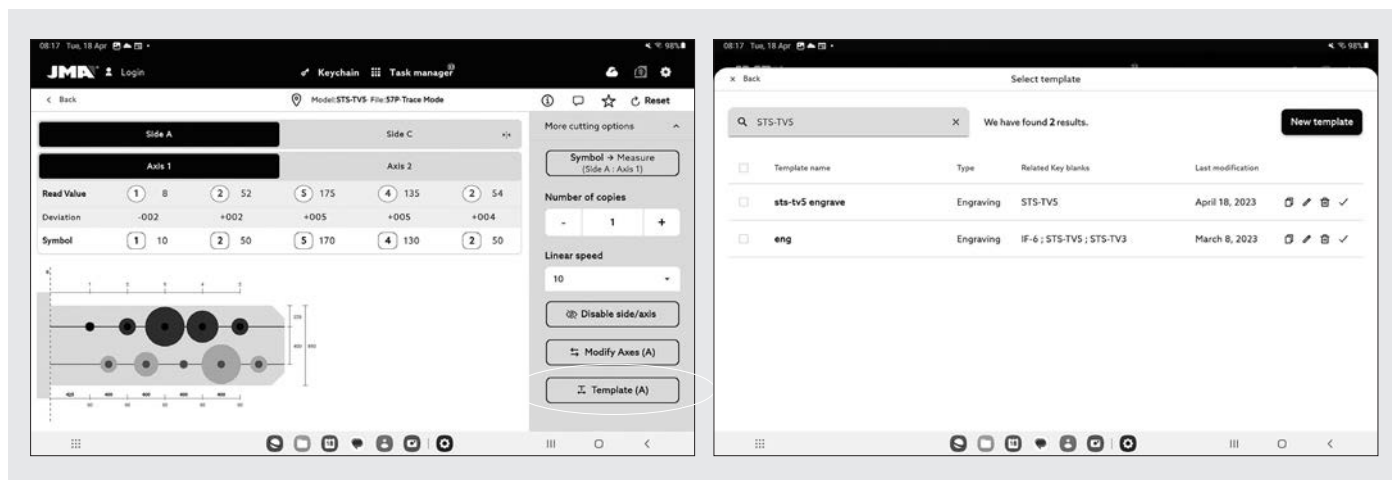 08:17 Tue, 18 Apr
98%
JMA Login Keychain Task manager
Back Model:STS-TV5 File:57P-Trace Mode Reset
Side A Side C
Axis 1 Axis 2
Read Value 1 8 2 52 5 175 4 135 2 54
Deviation -002 +002 +005 +005 +004
Symbol 1 10 2 50 5 170 4 130 2 50
More cutting options
Symbol → Measure
(Side A : Axis 1)
Number of copies
- 1 +
Linear speed
10
Disable side/axis
Modify Axes (A)
Template (A)
08:17 Tue, 18 Apr
98%
× Back Select template
STS-TV5 × We have found 2 results. New template
Template name Type Related Key blanks Last modification
sts-tv5 engrave Engraving STS-TV5 April 18, 2023
eng Engraving IF-6 ; STS-TV5 ; STS-TV3 March 8, 2023